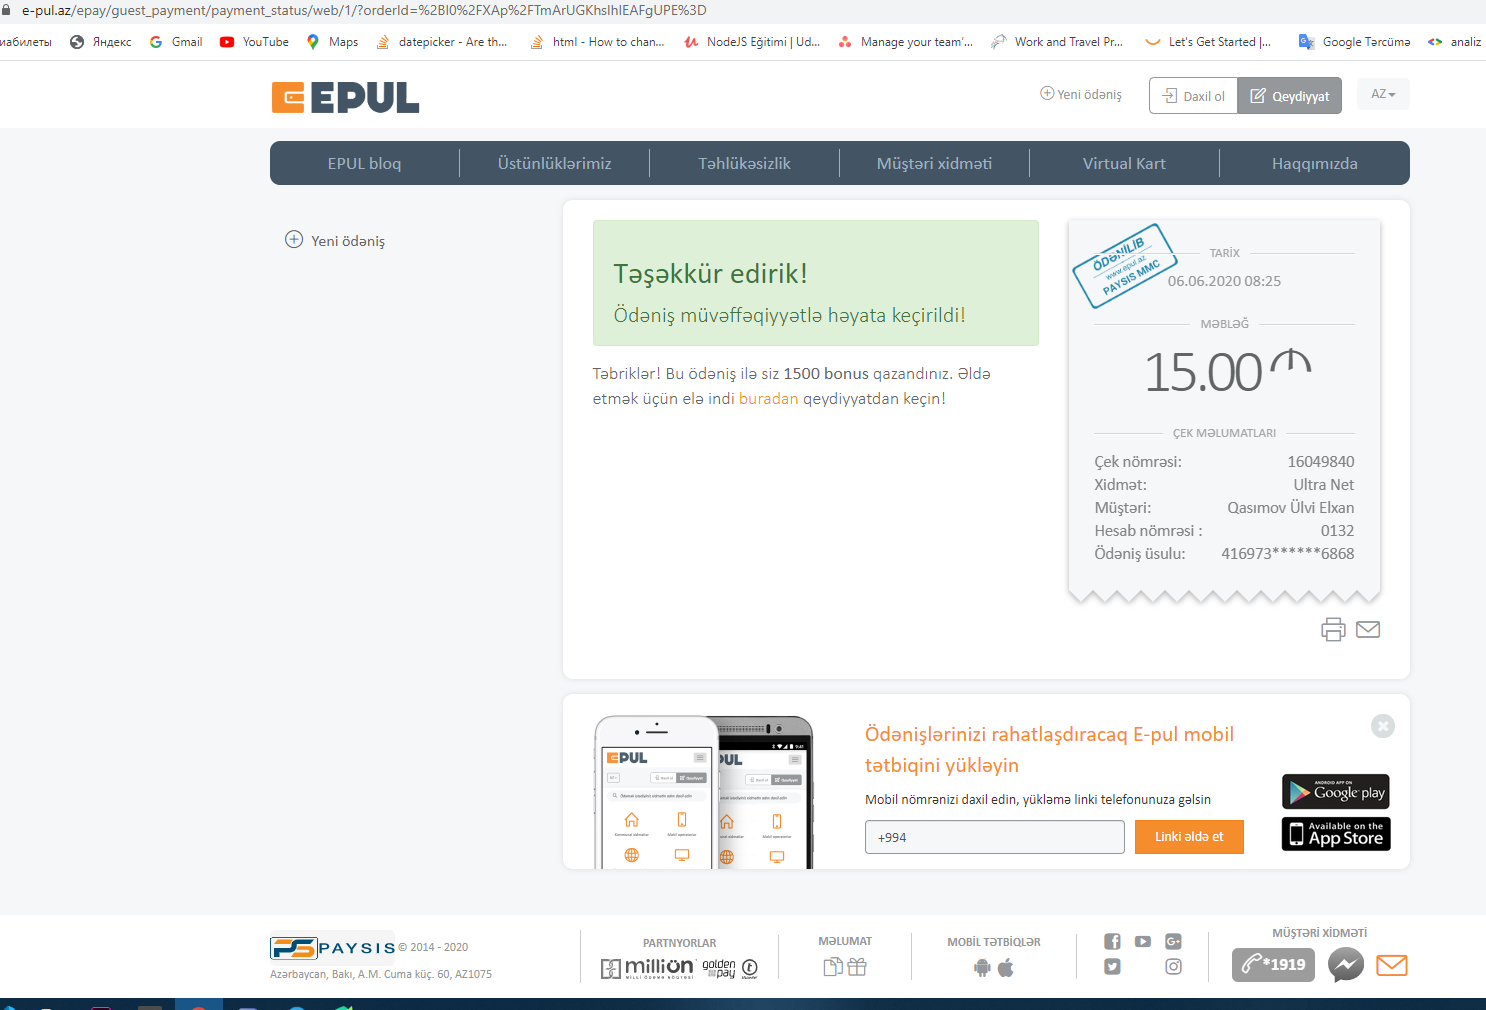 e-pul.az/epay/guest_payment/payment_status/web/1/?orderId=%2BI0%2FXAp%2FTmArUGKhslhIEAFgUPE%3D
иабилеты Яндекс Gmail YouTube Maps datepicker - Are th... html - How to chan... NodeJS Eğitimi | Ud... Manage your team'... Work and Travel Pr... Let's Get Started |... Google Tərcümə analiz
EPUL
Yeni ödəniş Daxil ol Qeydiyyat AZ
EPUL bloq Üstünlüklərimiz Təhlükəsizlik Müştəri xidməti Virtual Kart Haqqımızda
Yeni ödəniş
Təşəkkür edirik!
Ödəniş müvəffəqiyyətlə həyata keçirildi!
Təbriklər! Bu ödəniş ilə siz 1500 bonus qazandınız. Əldə
etmək üçün elə indi buradan qeydiyyatdan keçin!
ÖDƏNİLİB
www.epul.az
PAYSIS MMC
TARİX
06.06.2020 08:25
MƏBLƏĞ
15.00 ₼
ÇEK MƏLUMATLARI
Çek nömrəsi: 16049840
Xidmət: Ultra Net
Müştəri: Qasımov Ülvi Elxan
Hesab nömrəsi : 0132
Ödəniş üsulu: 416973******6868
Ödənişlərinizi rahatlaşdıracaq E-pul mobil
tətbiqini yükləyin
Mobil nömrənizi daxil edin, yükləmə linki telefonunuza gəlsin
+994 Linki əldə et
ANDROID APP ON
Google play
Available on the
App Store
PUL
PUL
PAYSIS © 2014 - 2020
Azərbaycan, Bakı, A.M. Cuma küç. 60, AZ1075
PARTNYORLAR
million golden pay
MƏLUMAT
MOBİL TƏTBİQLƏR
MÜŞTƏRİ XİDMƏTİ
*1919